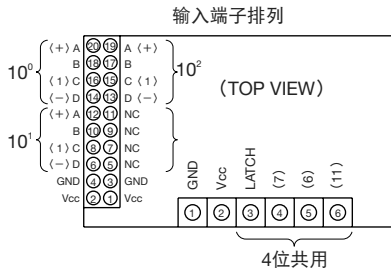 输入端子排列
(+) A 20 19 A (+)
B 18 17 B
10⁰ (1) C 16 15 C (1) 10²
(−) D 14 13 D (−)
(+) A 12 11 NC
B 10 9 NC
10¹ (1) C 8 7 NC
(−) D 6 5 NC
GND 4 3 GND
Vcc 2 1 Vcc
(TOP VIEW)
GND Vcc LATCH (7) (6) (11)
1 2 3 4 5 6
4位共用